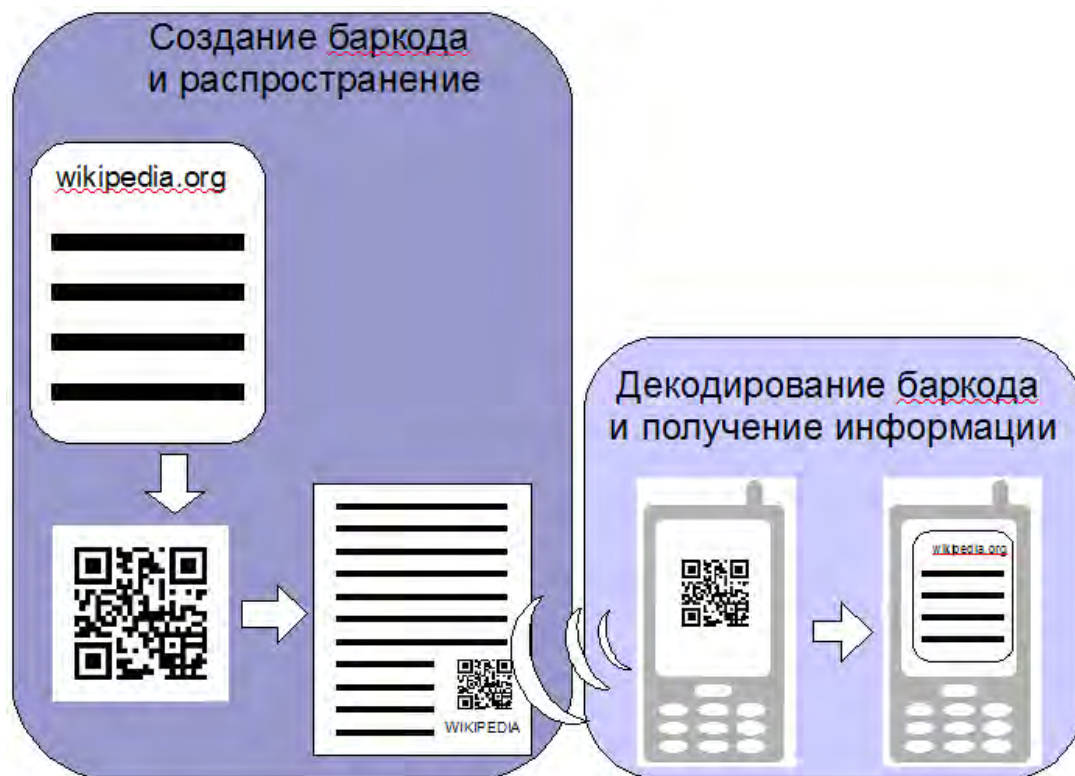 Создание баркода
и распространение
wikipedia.org
WIKIPEDIA
Декодирование баркода
и получение информации
wikipedia.org